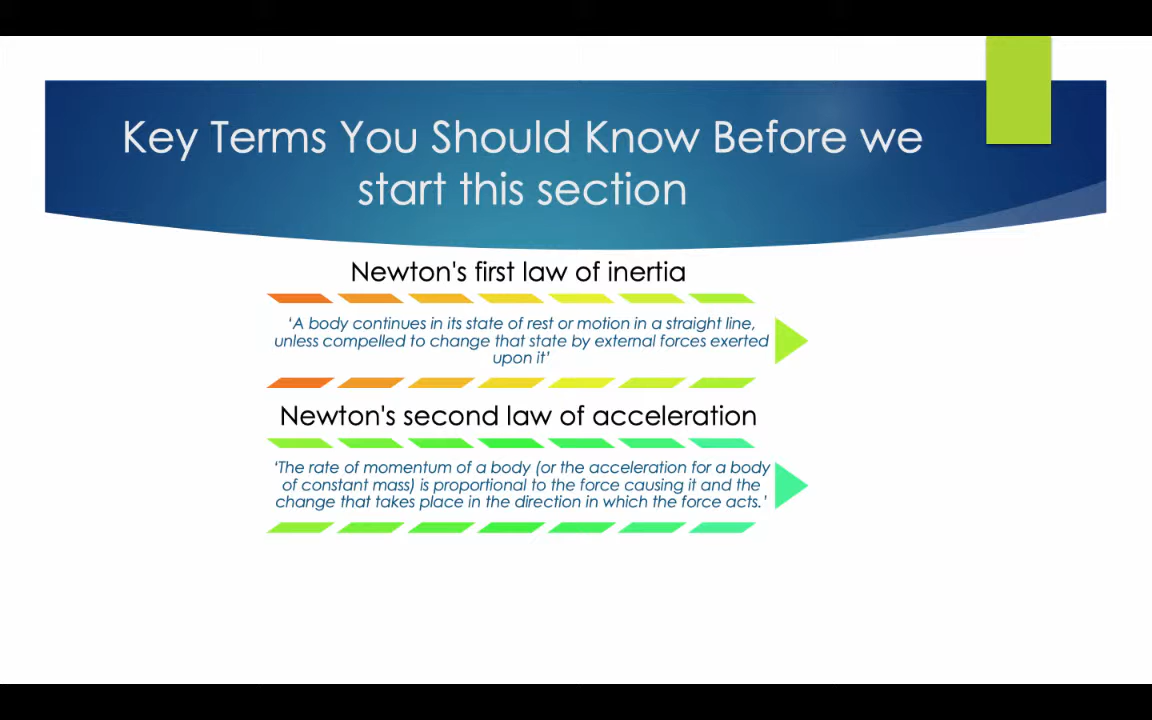 Key Terms You Should Know Before we
start this section
Newton's first law of inertia
‘A body continues in its state of rest or motion in a straight line,
unless compelled to change that state by external forces exerted
upon it’
Newton's second law of acceleration
‘The rate of momentum of a body (or the acceleration for a body
of constant mass) is proportional to the force causing it and the
change that takes place in the direction in which the force acts.’